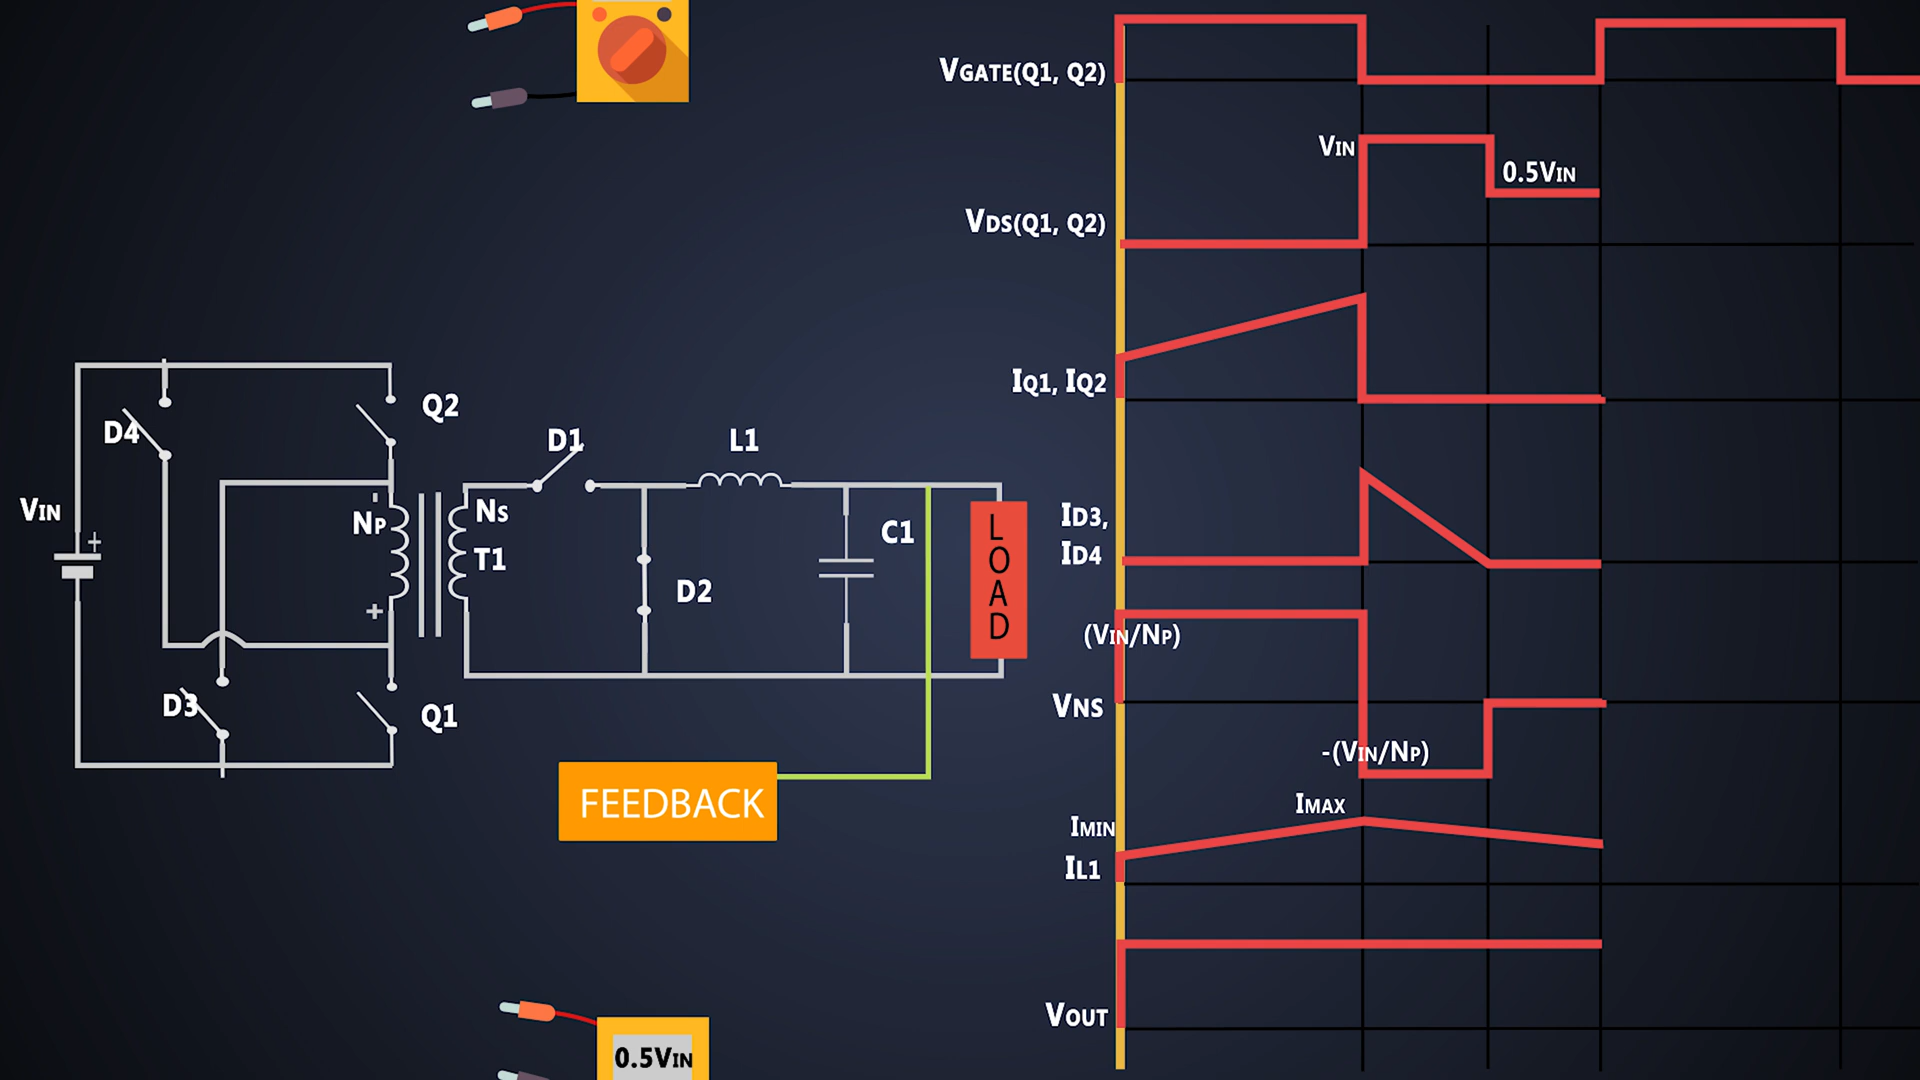 VGATE(Q1, Q2)
VIN
0.5VIN
VDS(Q1, Q2)
IQ1, IQ2
Q2
D4
D1
L1
VIN
+
-
NP
NS
T1
C1
LOAD
ID3,
ID4
D2
+
(VIN/NP)
D3
Q1
VNS
-(VIN/NP)
FEEDBACK
IMAX
IMIN
IL1
VOUT
0.5VIN